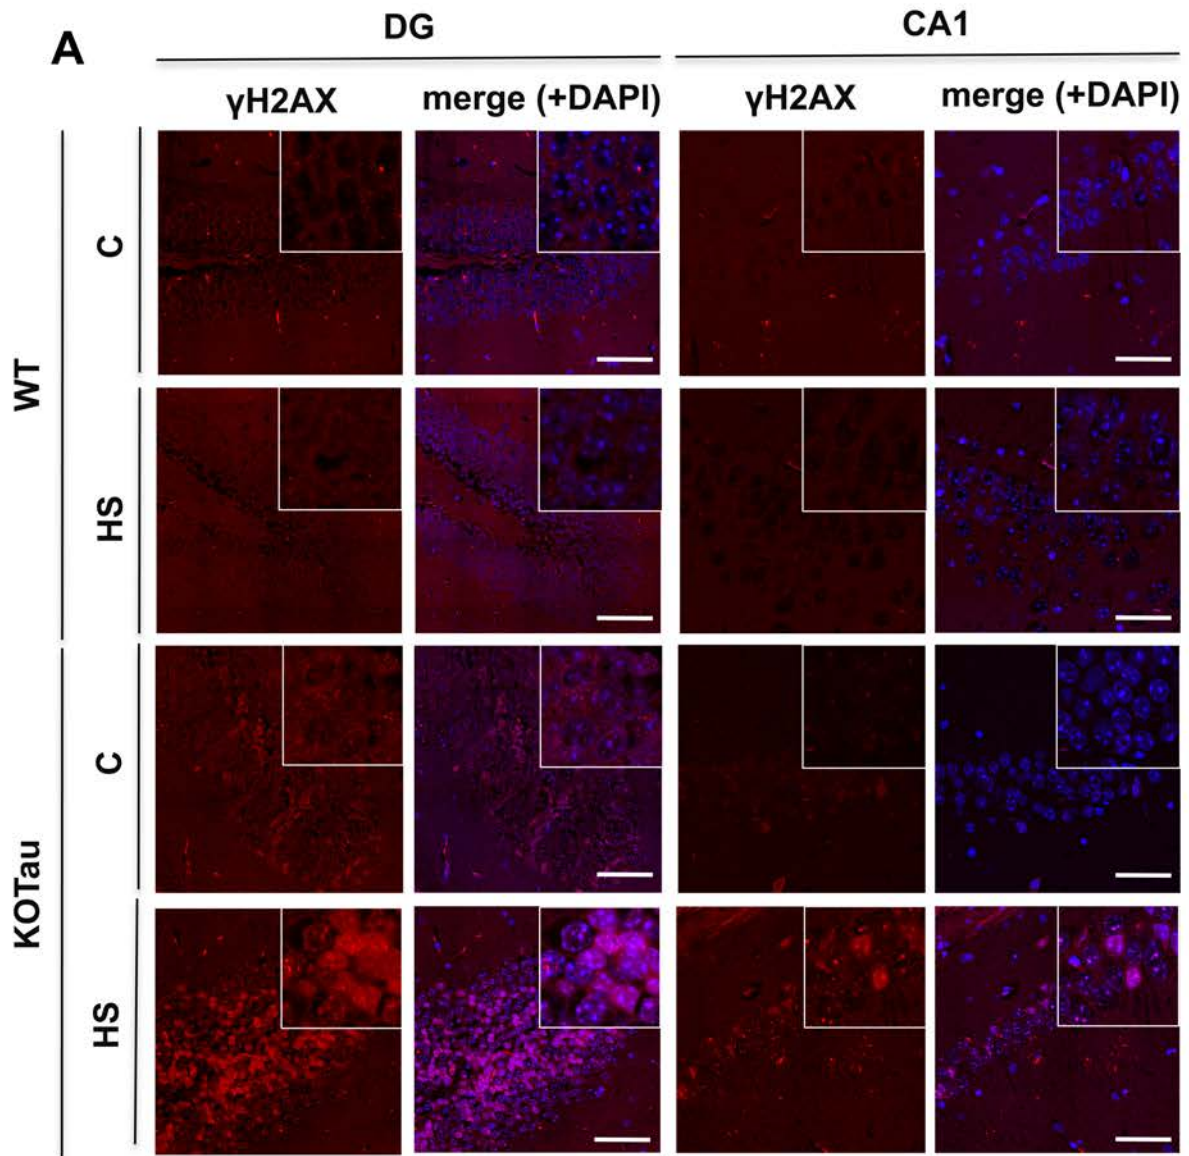 A
DG
CA1
γH2AX
merge (+DAPI)
γH2AX
merge (+DAPI)
WT
C
HS
KOTau
C
HS